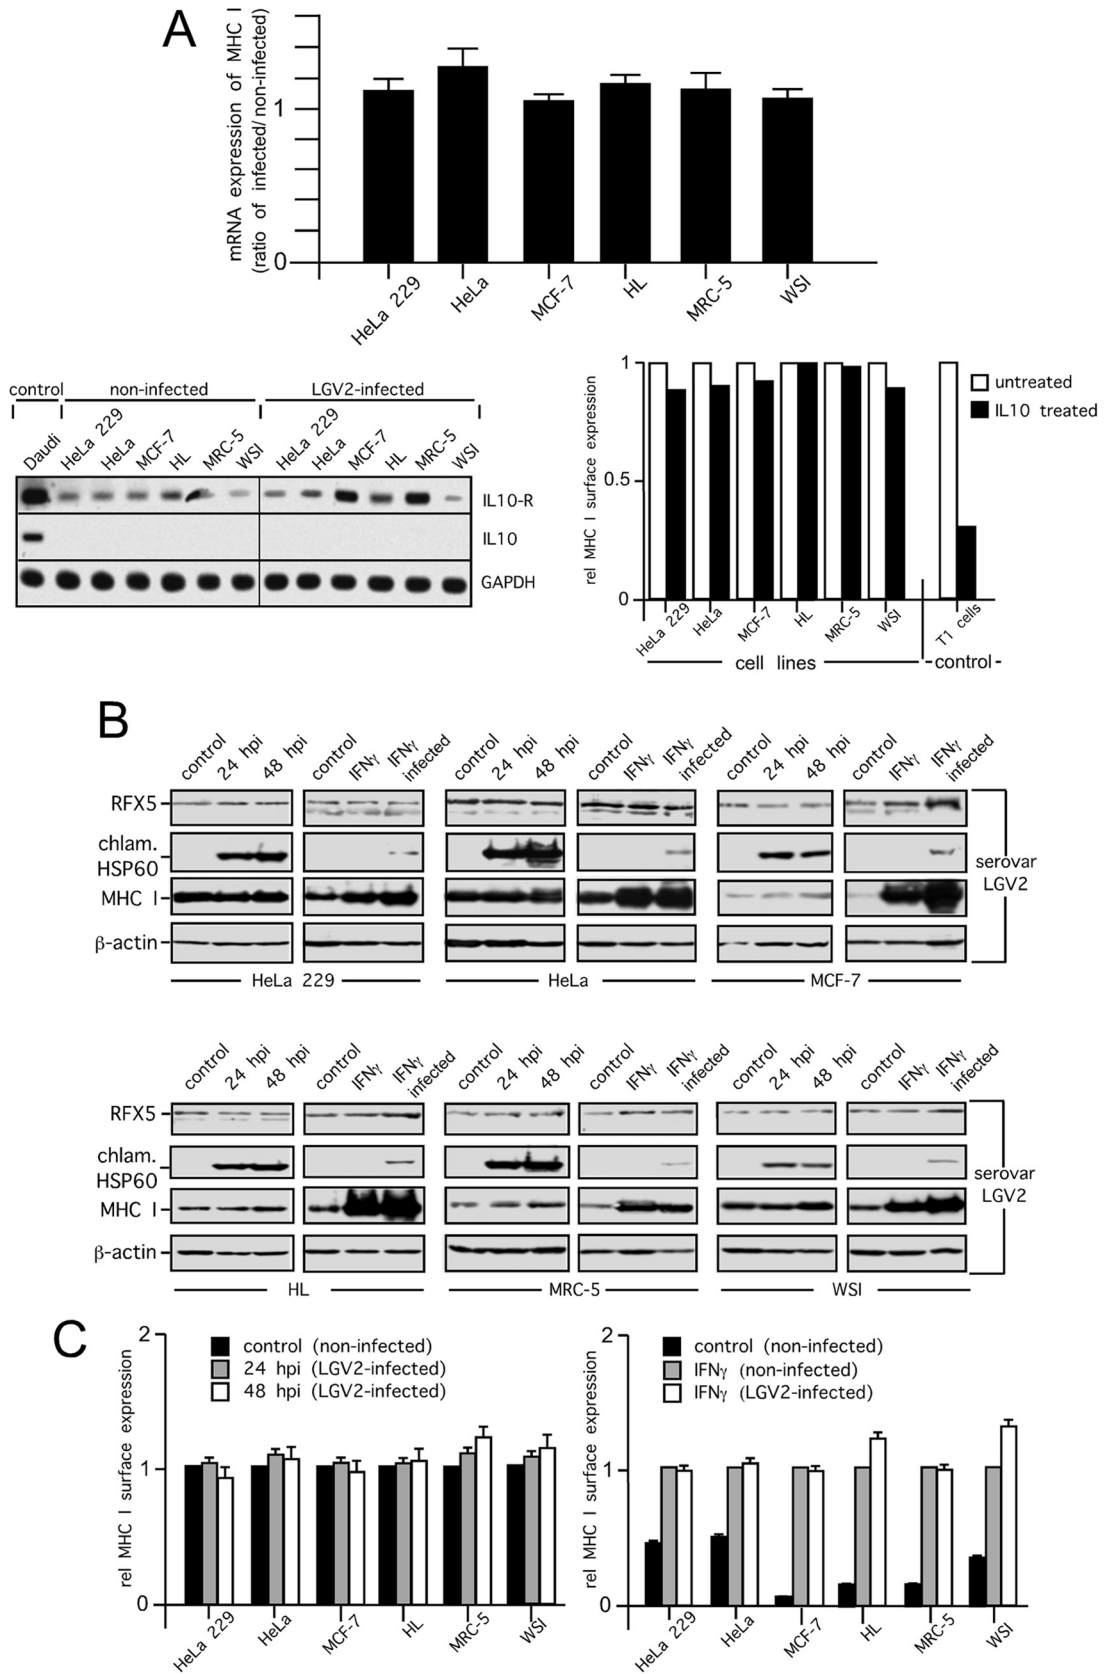 A
mRNA expression of MHC I
(ratio of infected/non-infected)
1
0
HeLa 229
HeLa
MCF-7
HL
MRC-5
WSI
control
non-infected
LGV2-infected
Daudi
HeLa 229
HeLa
MCF-7
HL
MRC-5
WSI
HeLa 229
HeLa
MCF-7
HL
MRC-5
WSI
IL10-R
IL10
GAPDH
rel MHC I surface expression
1
0.5
0
untreated
IL10 treated
HeLa 229
HeLa
MCF-7
HL
MRC-5
WSI
T1 cells
cell lines
control
B
control 24 hpi 48 hpi control IFNγ IFNγ infected
control 24 hpi 48 hpi control IFNγ IFNγ infected
control 24 hpi 48 hpi control IFNγ IFNγ infected
RFX5
chlam.
HSP60
MHC I
β-actin
serovar
LGV2
HeLa 229
HeLa
MCF-7
control 24 hpi 48 hpi control IFNγ IFNγ infected
control 24 hpi 48 hpi control IFNγ IFNγ infected
control 24 hpi 48 hpi control IFNγ IFNγ infected
RFX5
chlam.
HSP60
MHC I
β-actin
serovar
LGV2
HL
MRC-5
WSI
C
rel MHC I surface expression
2
1
0
control (non-infected)
24 hpi (LGV2-infected)
48 hpi (LGV2-infected)
HeLa 229
HeLa
MCF-7
HL
MRC-5
WSI
rel MHC I surface expression
2
1
0
control (non-infected)
IFNγ (non-infected)
IFNγ (LGV2-infected)
HeLa 229
HeLa
MCF-7
HL
MRC-5
WSI